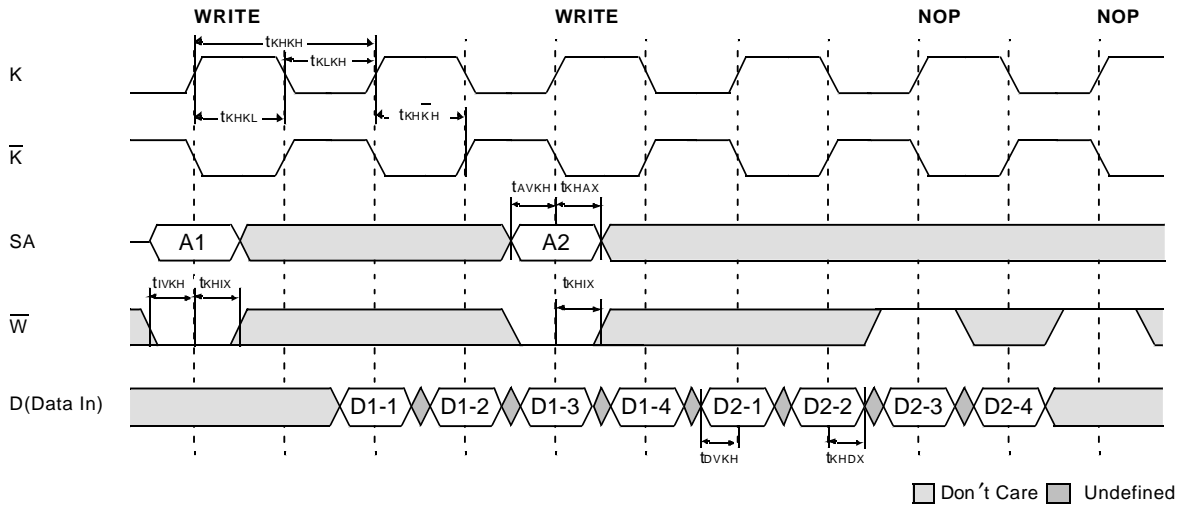 WRITE WRITE NOP NOP
tKHKH
tKLKH
K
tKHKL tKHK̅H
K̅
tAVKH tKHAX
SA A1 A2
tIVKH tKHIX tKHIX
W̅
D(Data In) D1-1 D1-2 D1-3 D1-4 D2-1 D2-2 D2-3 D2-4
tDVKH tKHDX
Don′t Care Undefined